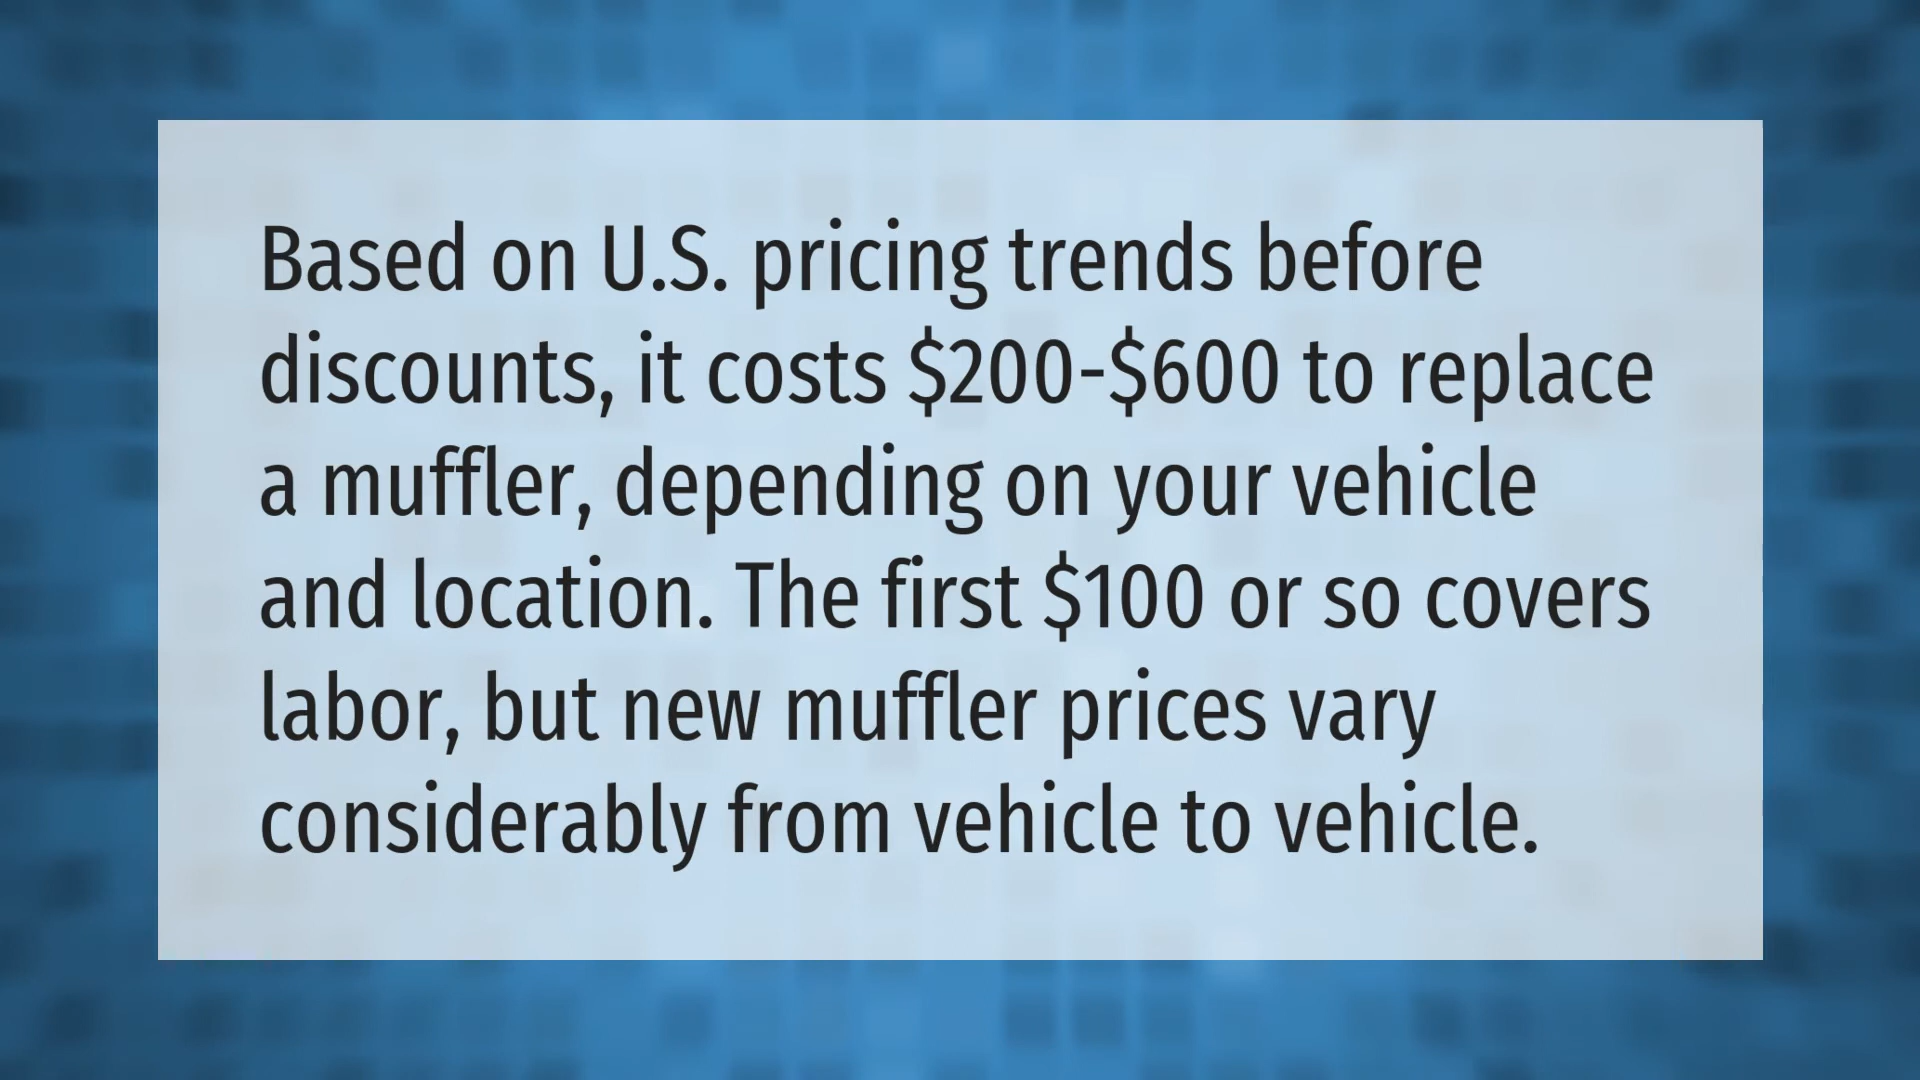 Based on U.S. pricing trends before
discounts, it costs $200-$600 to replace
a muffler, depending on your vehicle
and location. The first $100 or so covers
labor, but new muffler prices vary
considerably from vehicle to vehicle.